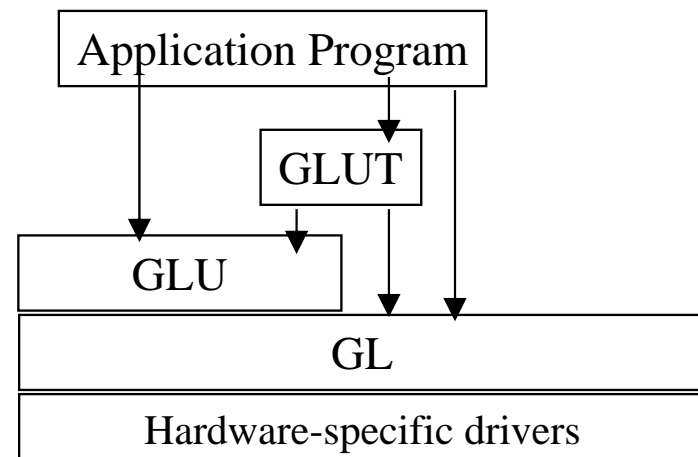 Application Program
GLUT
GLU
GL
Hardware-specific drivers